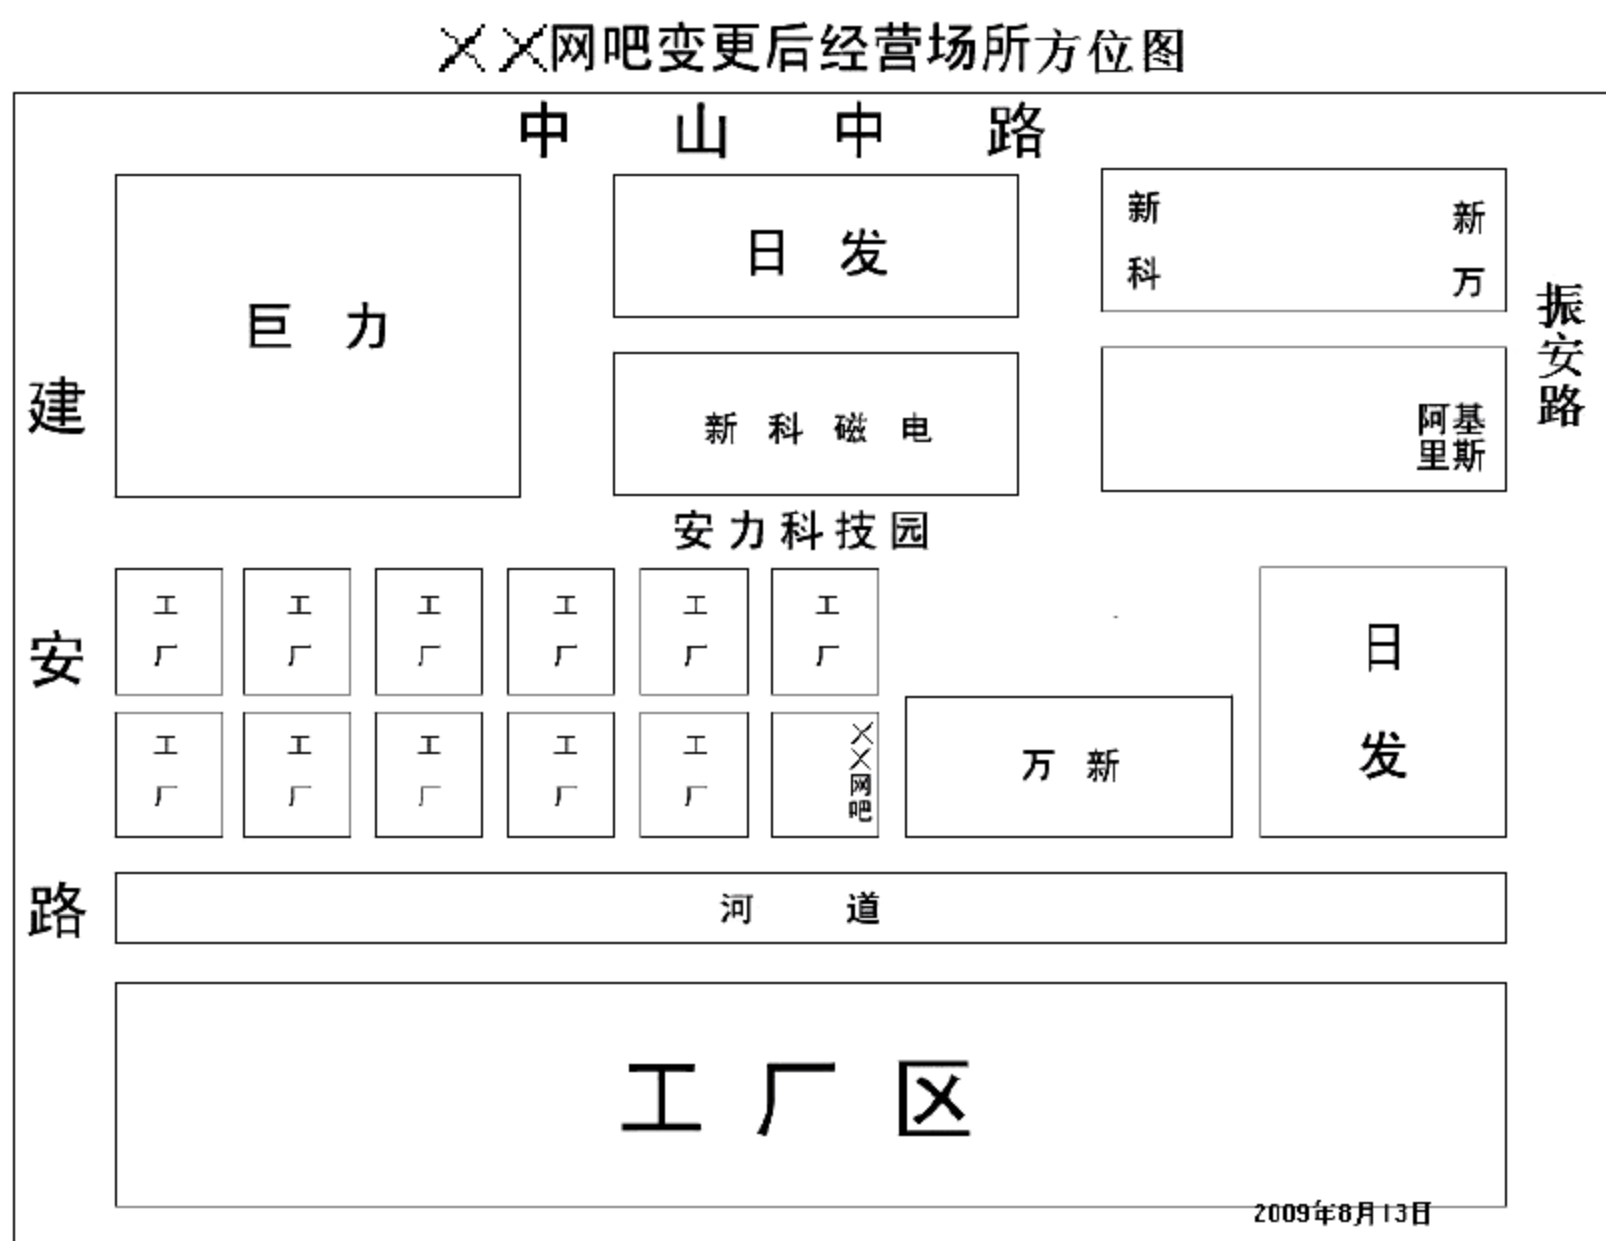 ××网吧变更后经营场所方位图
中山中路
建安路
振安路
巨力
日发
新科
新万
新科磁电
阿基
里斯
安力科技园
工厂
工厂
工厂
工厂
工厂
工厂
日发
工厂
工厂
工厂
工厂
工厂
××网吧
万新
河道
工厂区
2009年8月13日